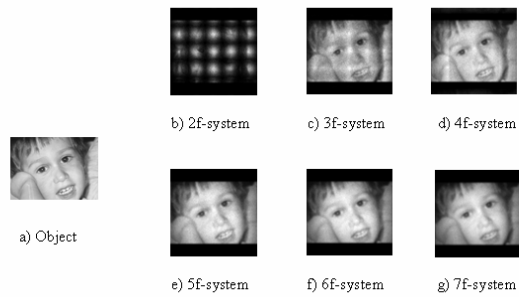 b) 2f-system
c) 3f-system
d) 4f-system
a) Object
e) 5f-system
f) 6f-system
g) 7f-system